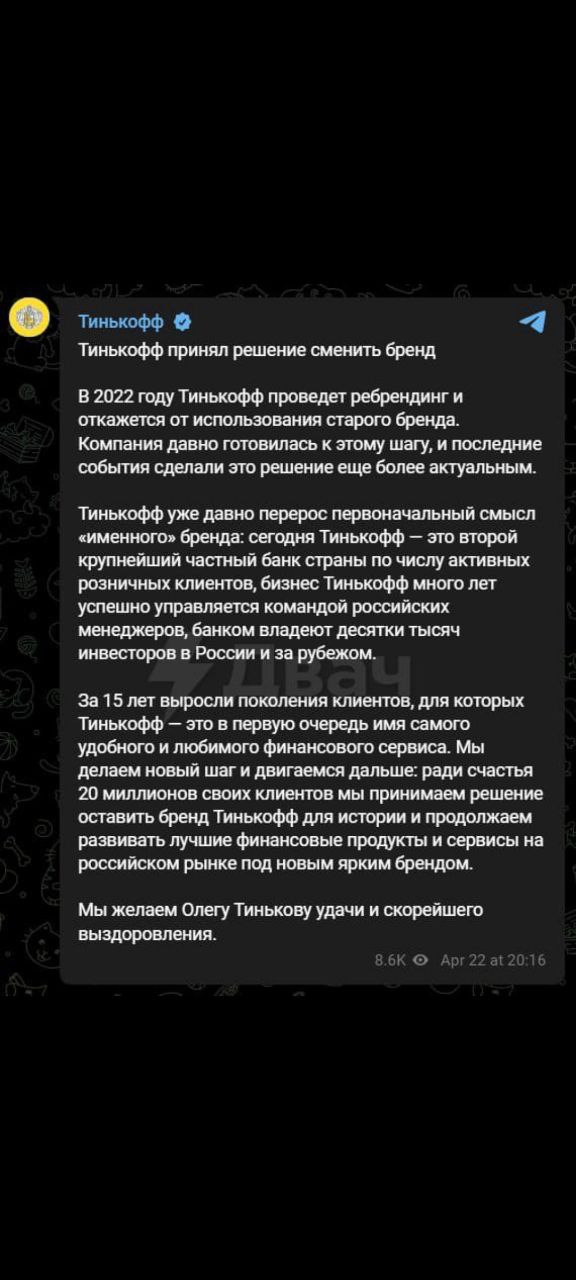 Тинькофф
Тинькофф принял решение сменить бренд
В 2022 году Тинькофф проведет ребрендинг и
откажется от использования старого бренда.
Компания давно готовилась к этому шагу, и последние
события сделали это решение еще более актуальным.
Тинькофф уже давно перерос первоначальный смысл
«именного» бренда: сегодня Тинькофф — это второй
крупнейший частный банк страны по числу активных
розничных клиентов, бизнес Тинькофф много лет
успешно управляется командой российских
менеджеров, банком владеют десятки тысяч
инвесторов в России и за рубежом.
Двач
За 15 лет выросли поколения клиентов, для которых
Тинькофф — это в первую очередь имя самого
удобного и любимого финансового сервиса. Мы
делаем новый шаг и двигаемся дальше: ради счастья
20 миллионов своих клиентов мы принимаем решение
оставить бренд Тинькофф для истории и продолжаем
развивать лучшие финансовые продукты и сервисы на
российском рынке под новым ярким брендом.
Мы желаем Олегу Тинькову удачи и скорейшего
выздоровления.
8.6K Apr 22 at 20:16